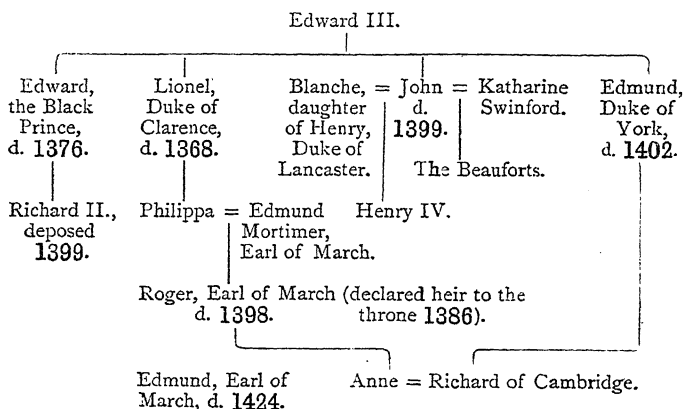 Edward III.
Edward,
the Black
Prince,
d. 1376.
Lionel,
Duke of
Clarence,
d. 1368.
Blanche,
daughter
of Henry,
Duke of
Lancaster.
= John =
d.
1399.
Katharine
Swinford.
Edmund,
Duke of
York,
d. 1402.
The Beauforts.
Richard II.,
deposed
1399.
Philippa = Edmund
Mortimer,
Earl of March.
Henry IV.
Roger, Earl of March (declared heir to the
d. 1398. throne 1386).
Edmund, Earl of
March, d. 1424.
Anne = Richard of Cambridge.